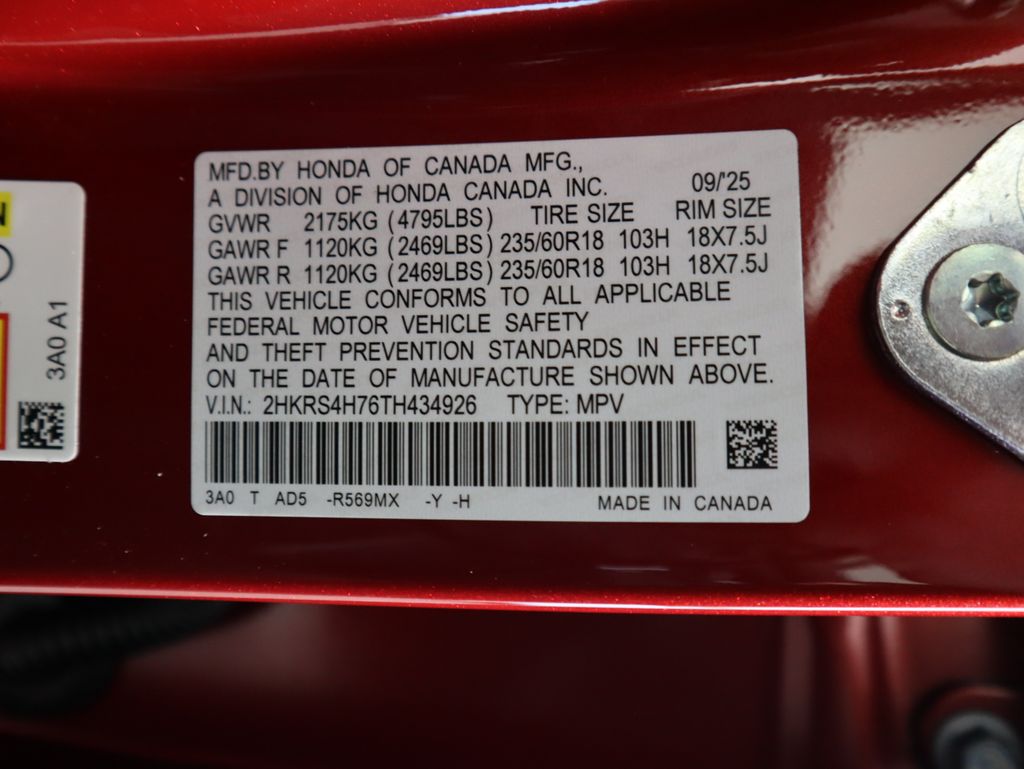 MFD.BY HONDA OF CANADA MFG.,
A DIVISION OF HONDA CANADA INC. 09/'25
GVWR 2175KG (4795LBS) TIRE SIZE RIM SIZE
GAWR F 1120KG (2469LBS) 235/60R18 103H 18X7.5J
GAWR R 1120KG (2469LBS) 235/60R18 103H 18X7.5J
THIS VEHICLE CONFORMS TO ALL APPLICABLE
FEDERAL MOTOR VEHICLE SAFETY
AND THEFT PREVENTION STANDARDS IN EFFECT
ON THE DATE OF MANUFACTURE SHOWN ABOVE.
V.I.N.: 2HKRS4H76TH434926 TYPE: MPV
3A0 T AD5 -R569MX -Y -H MADE IN CANADA
3A0 A1